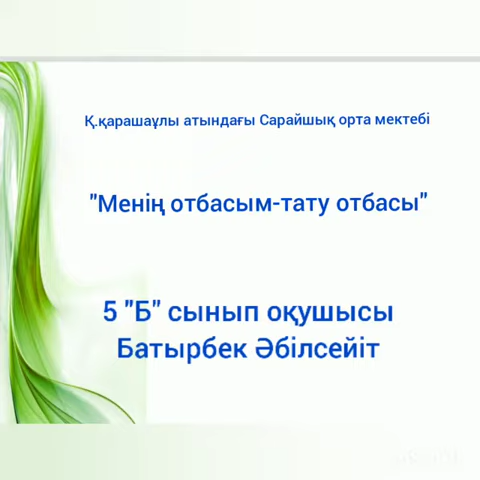 Қ.қарашаұлы атындағы Сарайшық орта мектебі
"Менің отбасым-тату отбасы"
5 "Б" сынып оқушысы
Батырбек Әбілсейіт